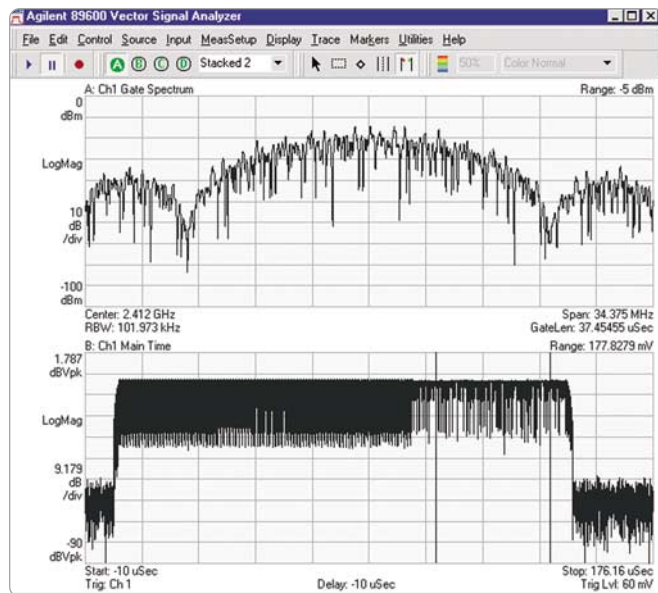 Agilent 89600 Vector Signal Analyzer
File Edit Control Source Input MeasSetup Display Trace Markers Utilities Help
A B C D Stacked 2 50% Color Normal
A: Ch1 Gate Spectrum Range: -5 dBm
0
dBm
LogMag
10
dB
/div
-100
dBm
Center: 2.412 GHz Span: 34.375 MHz
RBW: 101.973 kHz GateLen: 37.45455 uSec
B: Ch1 Main Time Range: 177.8279 mV
1.787
dBVpk
LogMag
9.179
dB
/div
-90
dBVpk
Start: -10 uSec Stop: 176.16 uSec
Trig: Ch 1 Delay: -10 uSec Trig Lvl: 60 mV